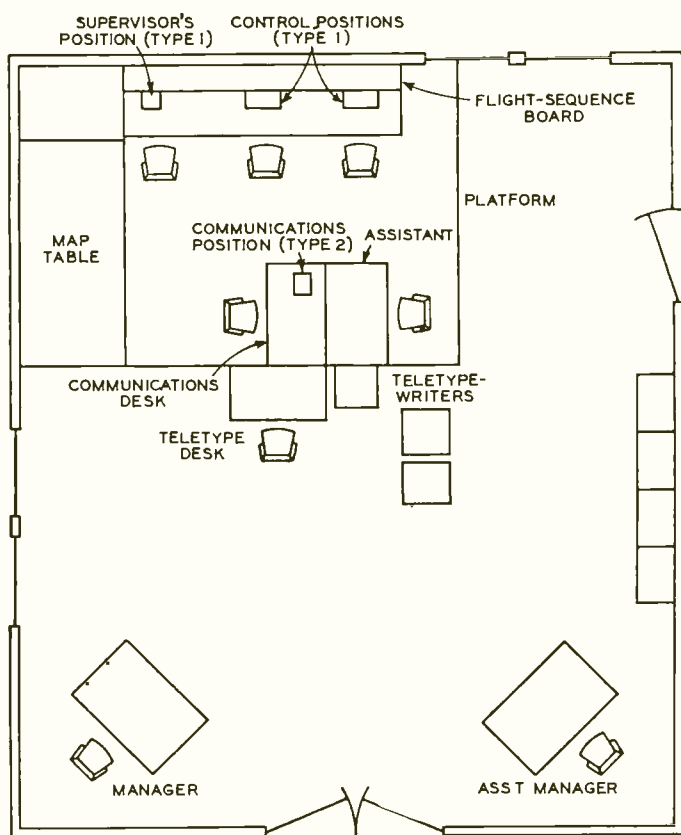 SUPERVISOR'S
POSITION (TYPE 1)
CONTROL POSITIONS
(TYPE 1)
FLIGHT-SEQUENCE
BOARD
PLATFORM
COMMUNICATIONS
POSITION (TYPE 2)
ASSISTANT
MAP
TABLE
COMMUNICATIONS
DESK
TELETYPE-
WRITERS
TELETYPE
DESK
MANAGER
ASST MANAGER